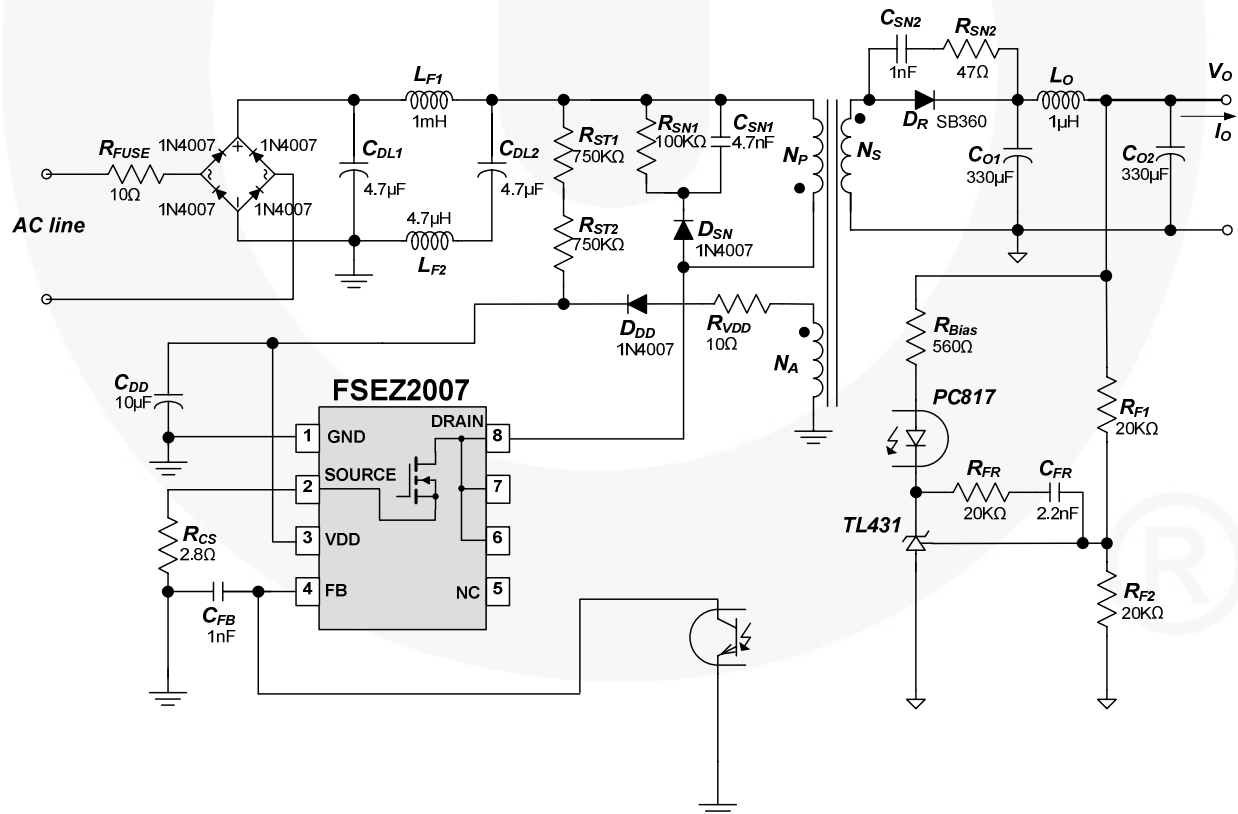 AC line
RFUSE
10Ω
1N4007
1N4007
1N4007
1N4007
+
~
~
-
CDL1
4.7µF
LF1
1mH
4.7µH
LF2
CDL2
4.7µF
RST1
750KΩ
RST2
750KΩ
RSN1
100KΩ
CSN1
4.7nF
DSN
1N4007
NP
NS
NA
CSN2
1nF
RSN2
47Ω
DR SB360
LO
1µH
CO1
330µF
CO2
330µF
VO
IO
DDD
1N4007
RVDD
10Ω
CDD
10µF
FSEZ2007
1 GND
2 SOURCE
3 VDD
4 FB
DRAIN 8
7
6
NC 5
RCS
2.8Ω
CFB
1nF
RBias
560Ω
PC817
RF1
20KΩ
RFR
20KΩ
CFR
2.2nF
TL431
RF2
20KΩ
®